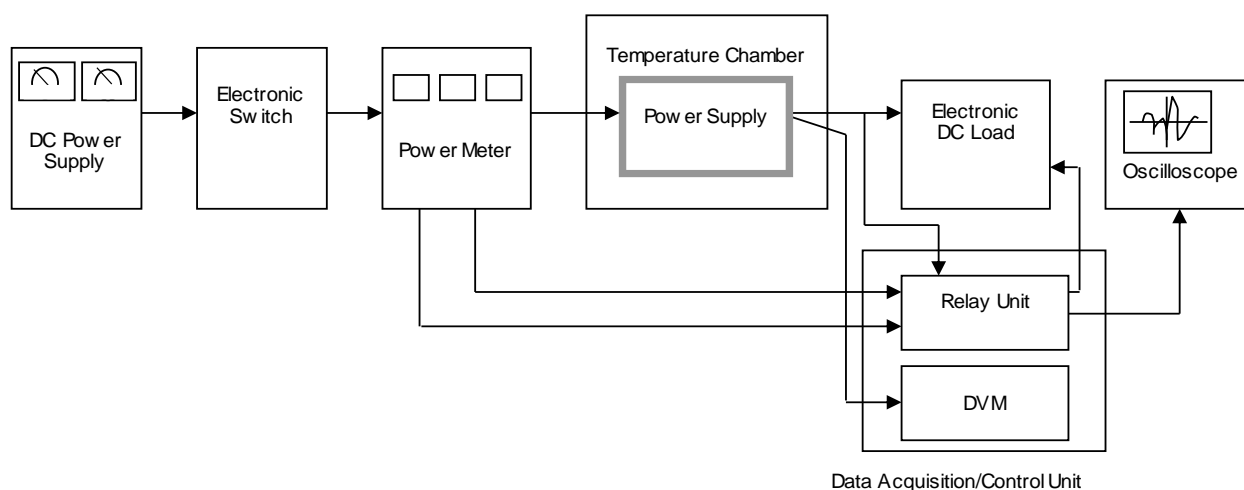 Temperature Chamber
Electronic
Switch
Power Supply
Electronic
DC Load
DC Power
Supply
Power Meter
Oscilloscope
Relay Unit
DVM
Data Acquisition/Control Unit